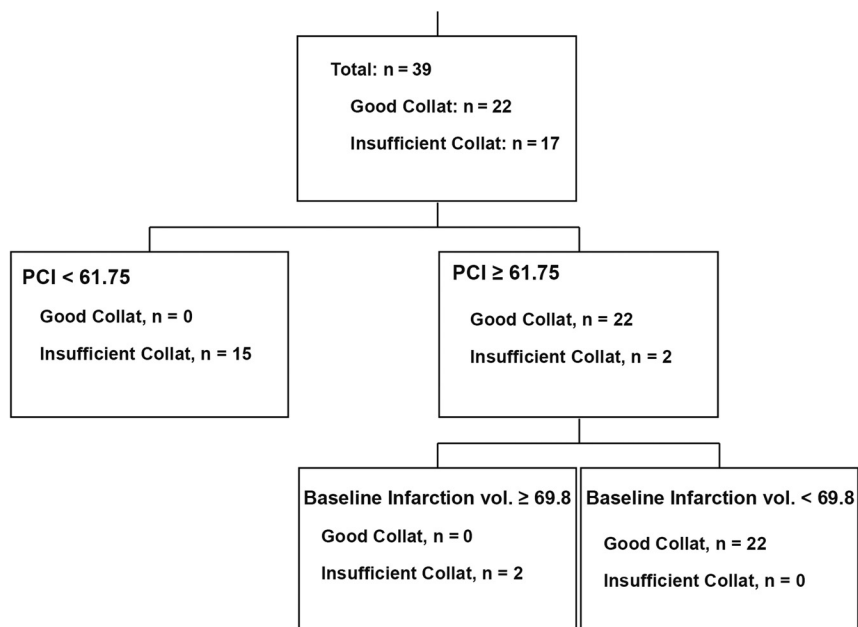 Total: n = 39
Good Collat: n = 22
Insufficient Collat: n = 17
PCI < 61.75
Good Collat, n = 0
Insufficient Collat, n = 15
PCI ≥ 61.75
Good Collat, n = 22
Insufficient Collat, n = 2
Baseline Infarction vol. ≥ 69.8
Good Collat, n = 0
Insufficient Collat, n = 2
Baseline Infarction vol. < 69.8
Good Collat, n = 22
Insufficient Collat, n = 0